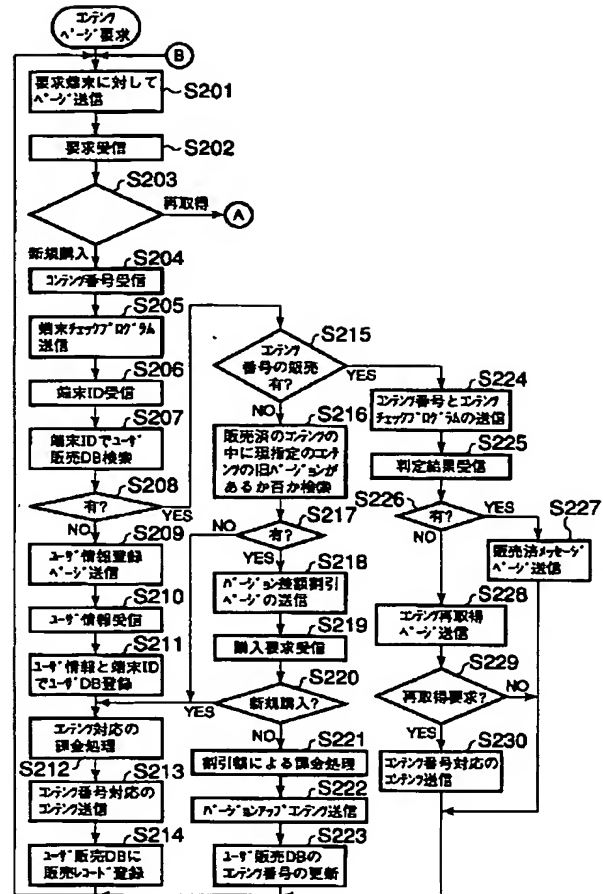 コンテンツ
ページ要求
B
要求端末に対して
ページ送信
S201
要求受信
S202
S203
再取得
A
新規購入
S204
コンテンツ番号受信
S205
端末チェックプログラム
送信
S206
端末ID受信
S207
端末IDでユーザ
販売DB検索
S208
有?
YES
NO
S209
ユーザ情報登録
ページ送信
S210
ユーザ情報受信
S211
ユーザ情報と端末ID
でユーザDB登録
コンテンツ対応の
課金処理
S212
S213
コンテンツ番号対応の
コンテンツ送信
S214
ユーザ販売DBに
販売レコード登録
S215
コンテンツ
番号の販売
有?
YES
NO
S216
販売済のコンテンツの
中に現指定のコンテ
ンツの旧バージョンが
あるか否か検索
S217
NO
有?
YES
S218
バージョン差額割引
ページの送信
S219
購入要求受信
S220
新規購入?
YES
NO
S221
割引額による課金処理
S222
バージョンアップコンテンツ送信
S223
ユーザ販売DBの
コンテンツ番号の更新
S224
コンテンツ番号とコンテンツ
チェックプログラムの送信
S225
判定結果受信
S226
有?
YES
NO
S227
販売済メッセージ
ページ送信
S228
コンテンツ再取得
ページ送信
S229
再取得要求?
NO
YES
S230
コンテンツ番号対応の
コンテンツ送信